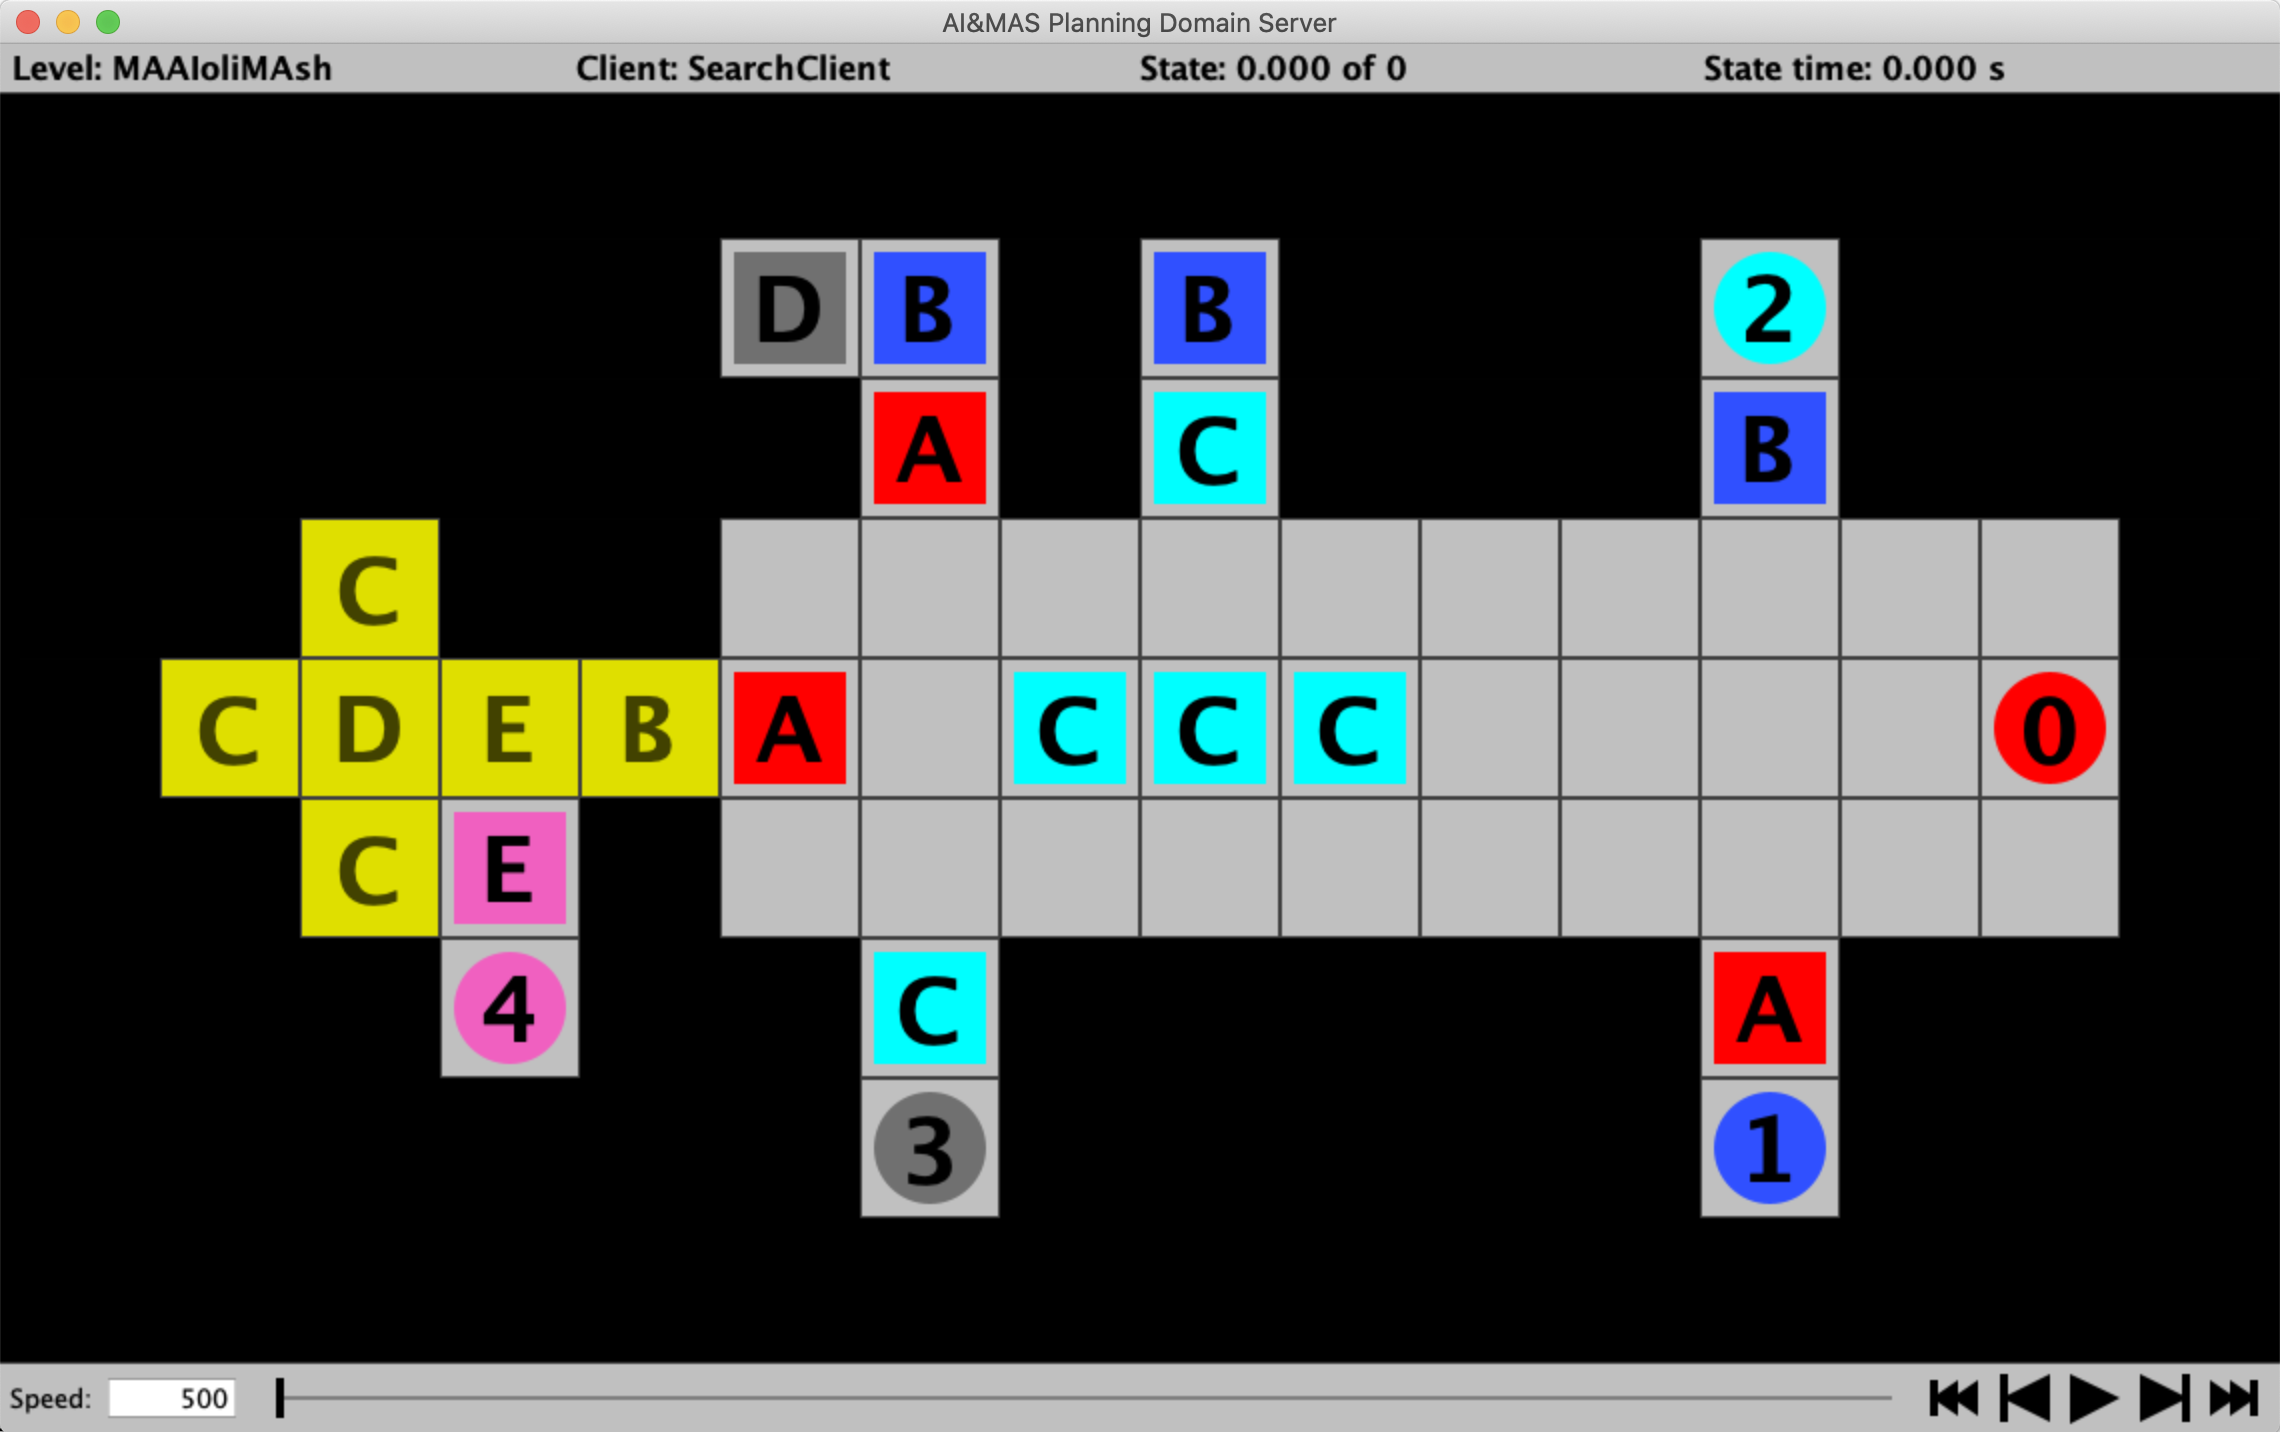 AI&MAS Planning Domain Server
Level: MAAIoliMAsh Client: SearchClient State: 0.000 of 0 State time: 0.000 s
D B B 2
A C B
C
C D E B A C C C 0
C E
4 C A
3 1
Speed: 500